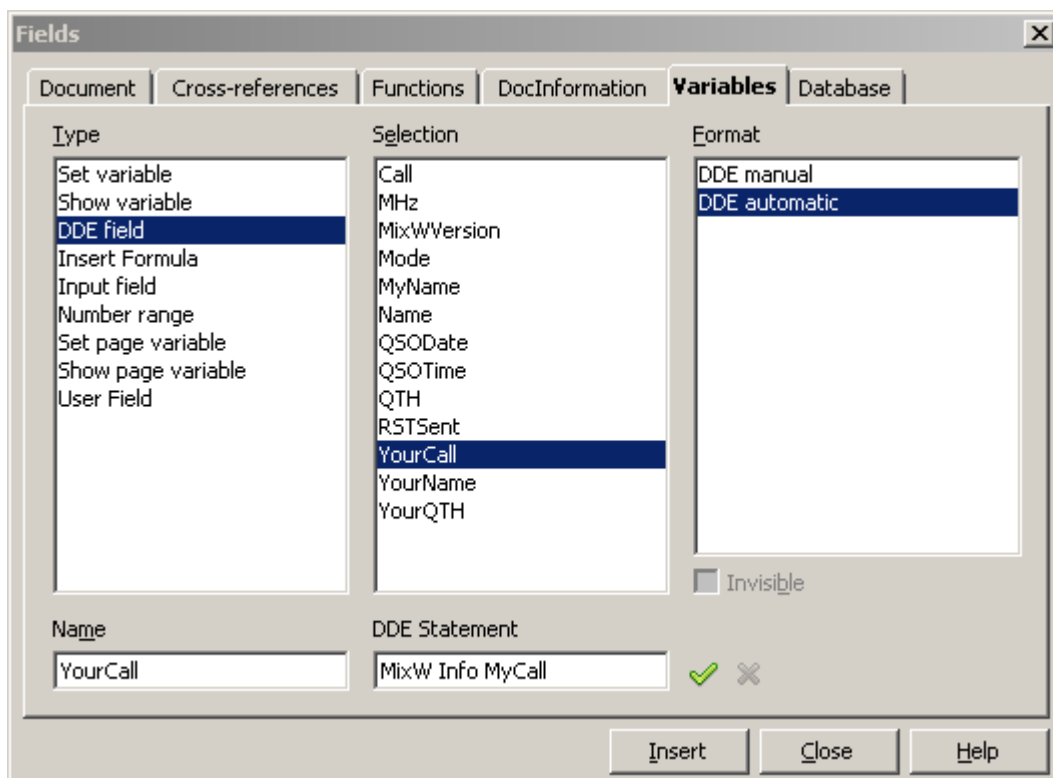 Fields
Document Cross-references Functions DocInformation Variables Database
Type
Set variable
Show variable
DDE field
Insert Formula
Input field
Number range
Set page variable
Show page variable
User Field
Selection
Call
MHz
MixWVersion
Mode
MyName
Name
QSODate
QSOTime
QTH
RSTSent
YourCall
YourName
YourQTH
Format
DDE manual
DDE automatic
Invisible
Name
YourCall
DDE Statement
MixW Info MyCall
Insert Close Help